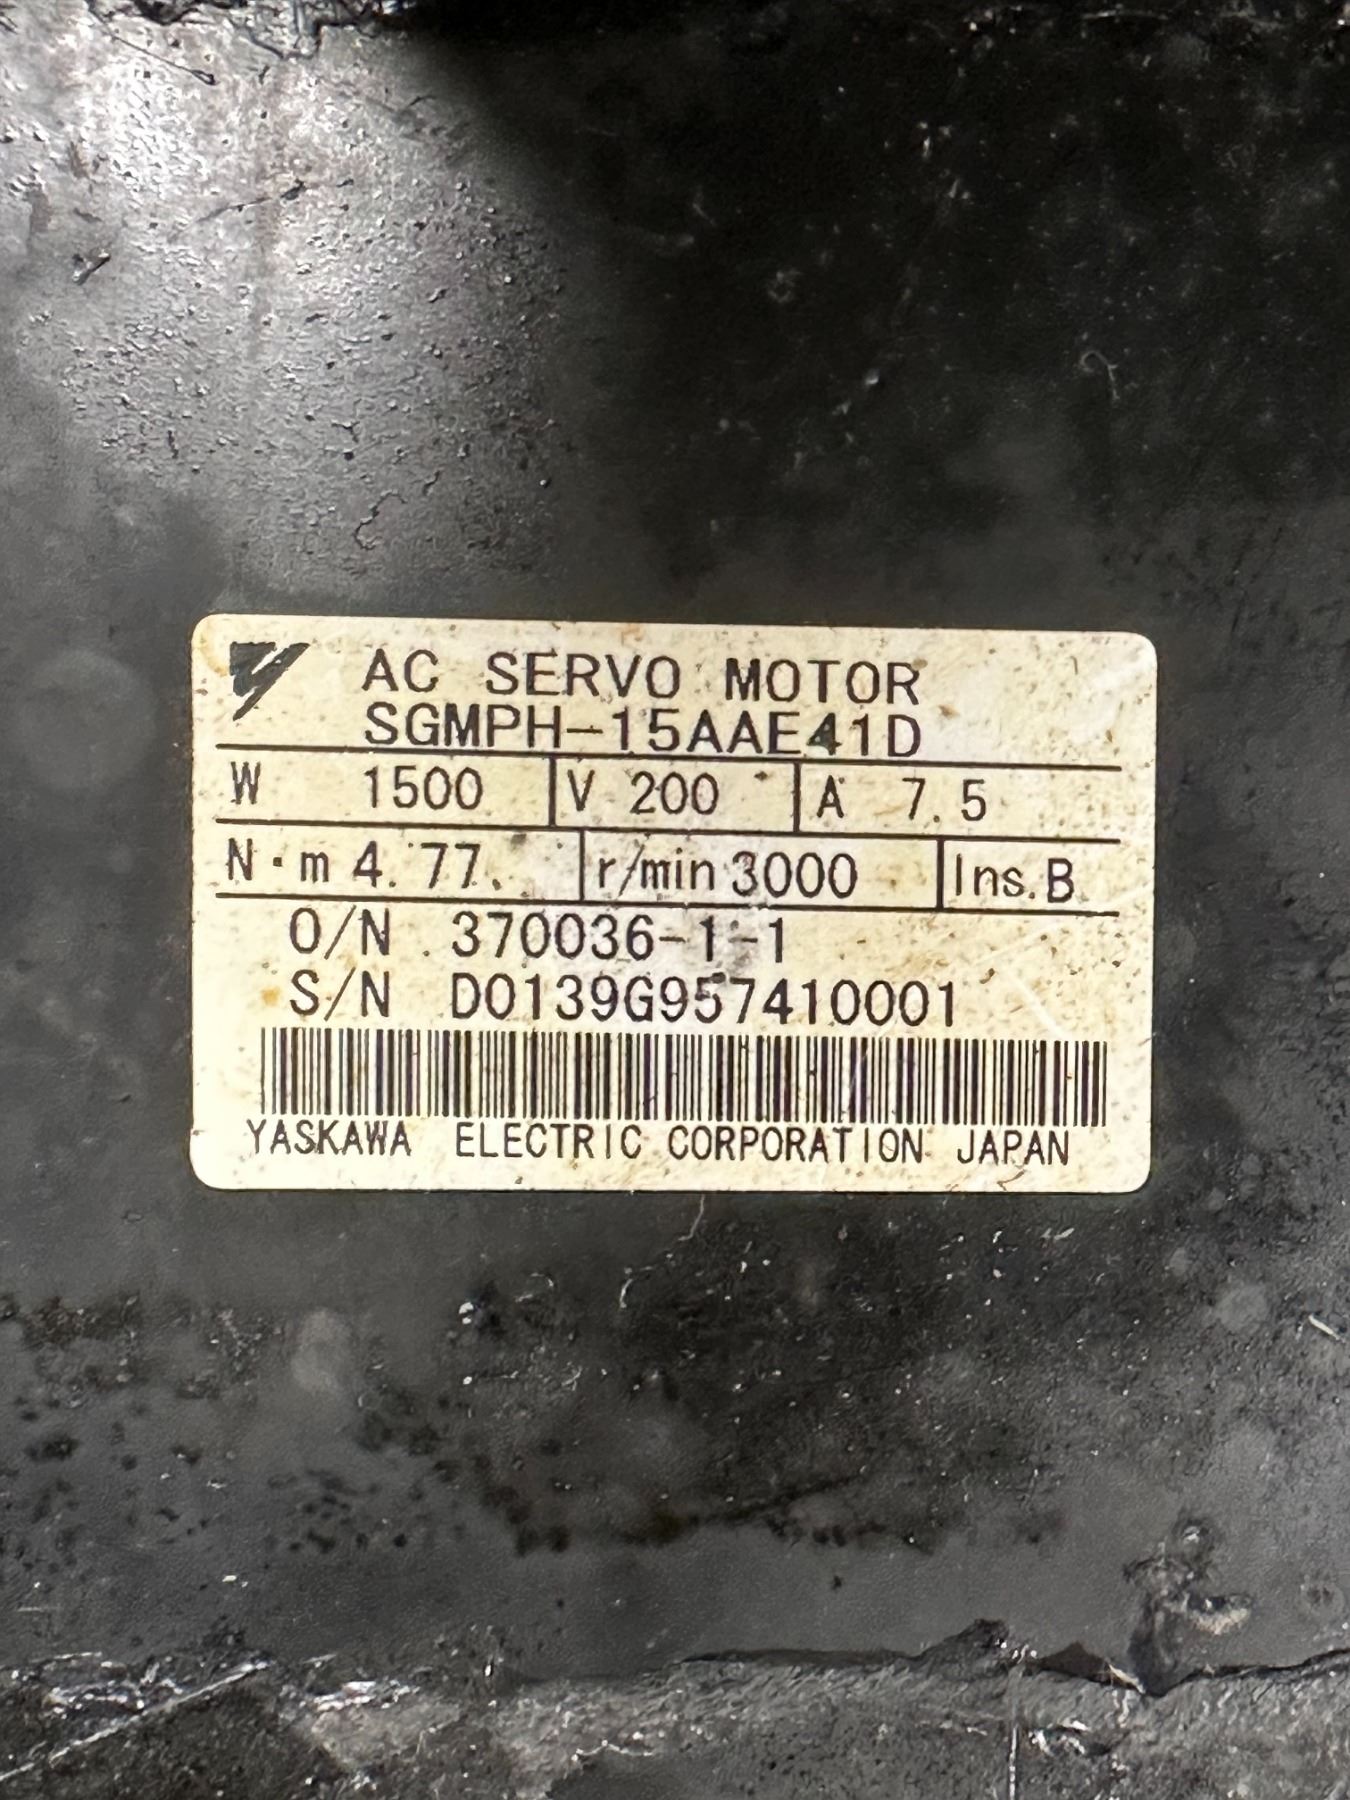 AC SERVO MOTOR
SGMPH-15AAE41D
W 1500 V 200 A 7.5
N·m 4.77 r/min 3000 Ins.B
O/N 370036-1-1
S/N D0139G957410001
YASKAWA ELECTRIC CORPORATION JAPAN